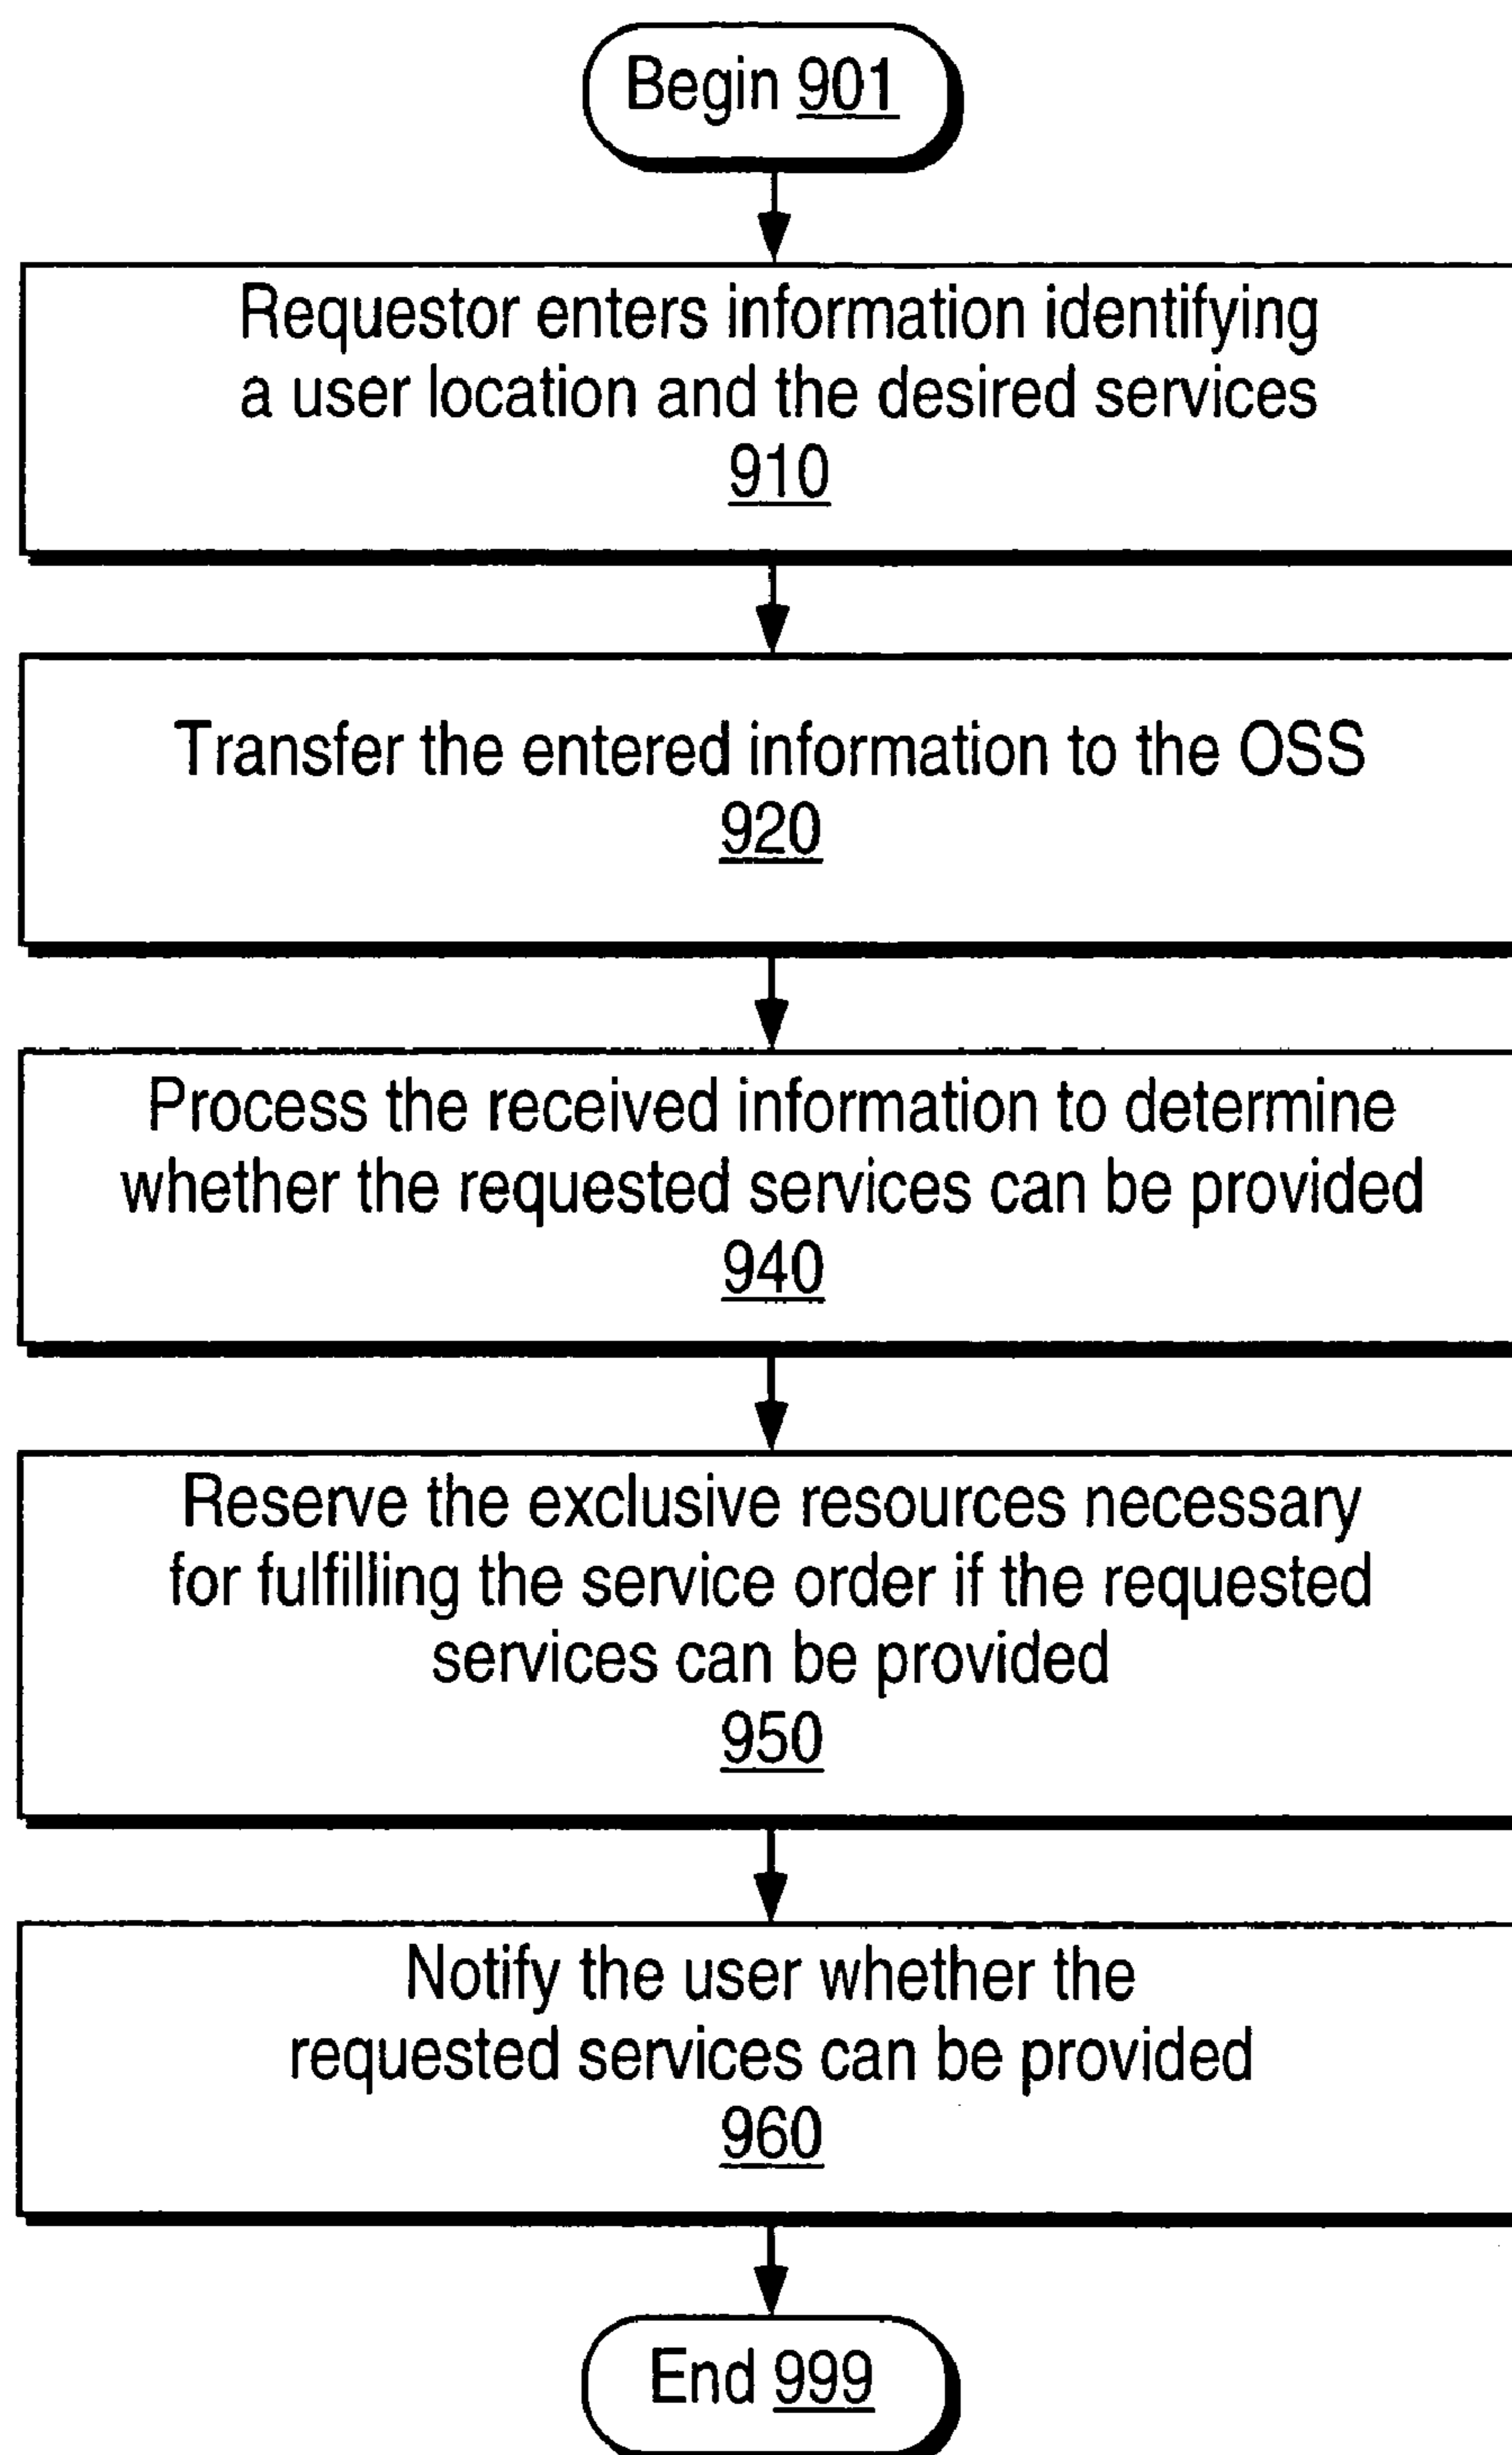 Begin 901
Requestor enters information identifying
a user location and the desired services
910
Transfer the entered information to the OSS
920
Process the received information to determine
whether the requested services can be provided
940
Reserve the exclusive resources necessary
for fulfilling the service order if the requested
services can be provided
950
Notify the user whether the
requested services can be provided
960
End 999